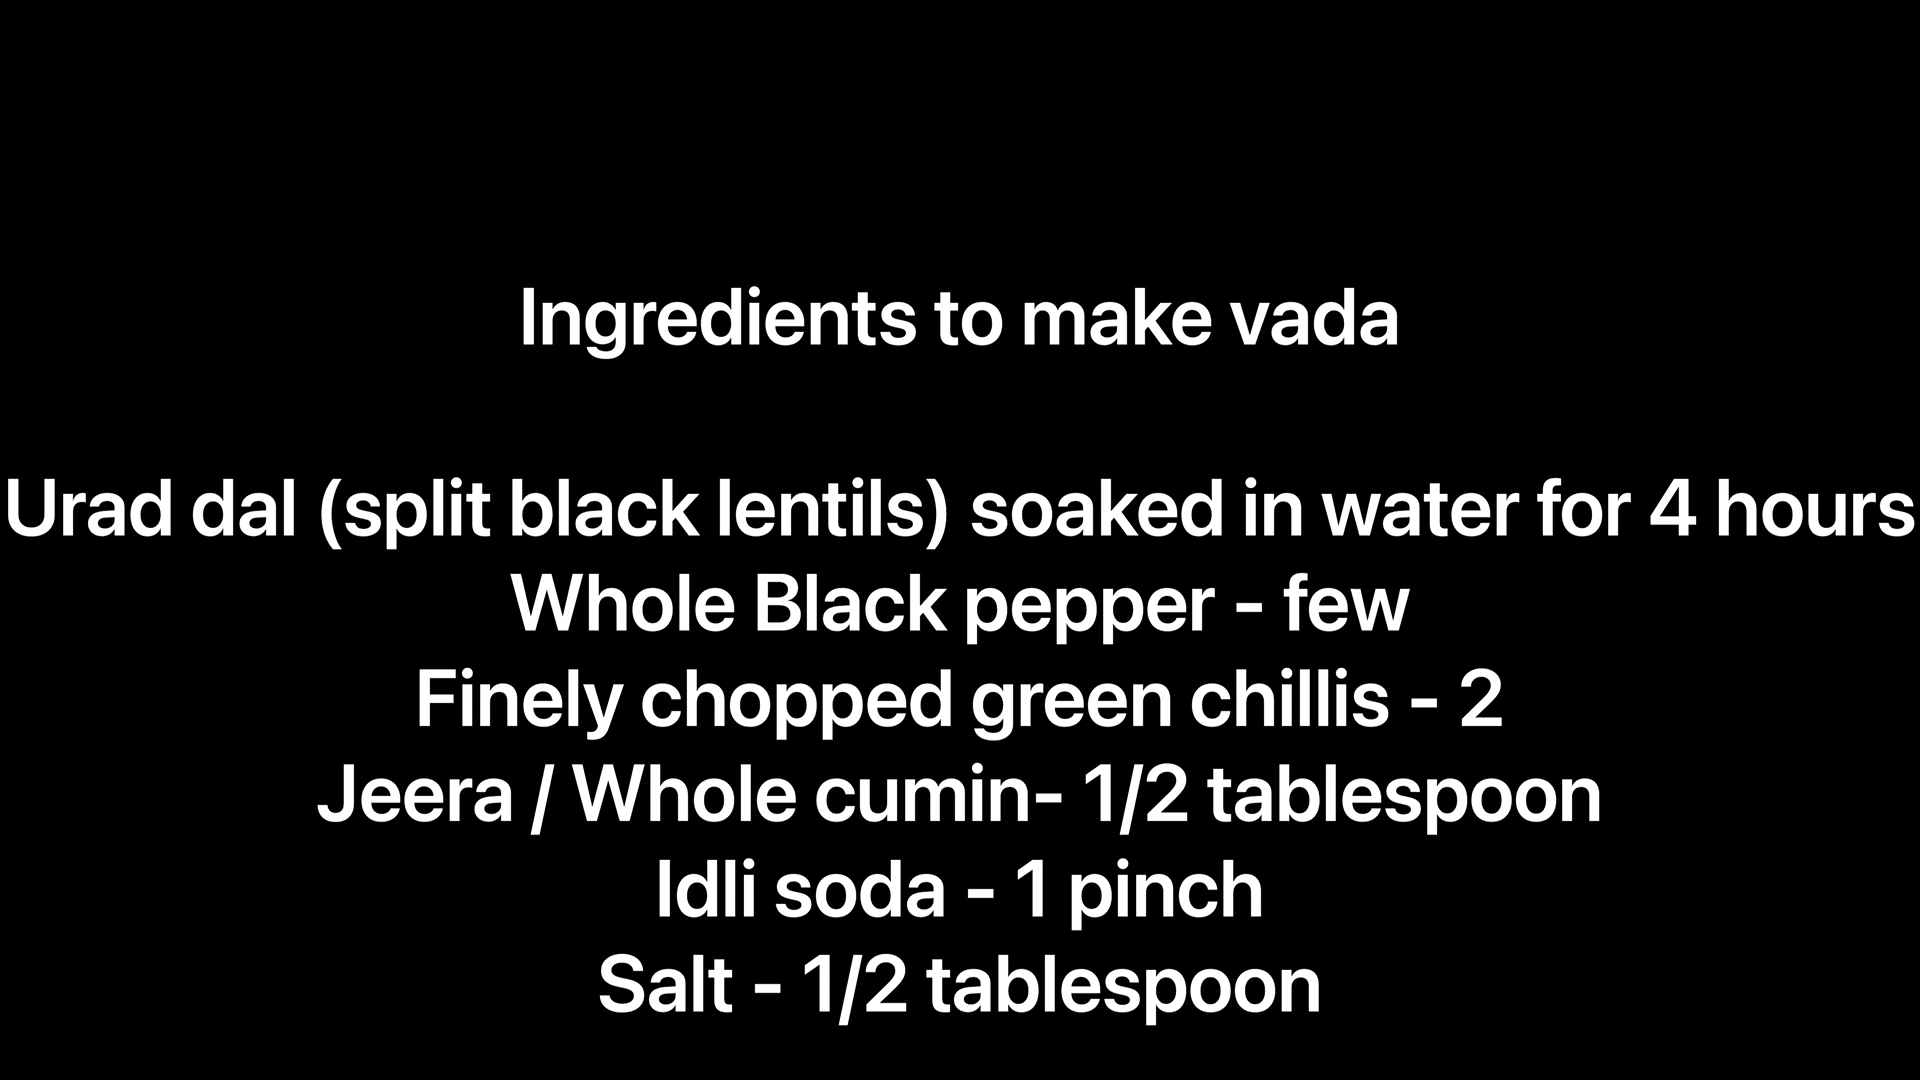 Ingredients to make vada
Urad dal (split black lentils) soaked in water for 4 hours
Whole Black pepper - few
Finely chopped green chillis - 2
Jeera / Whole cumin- 1/2 tablespoon
Idli soda - 1 pinch
Salt - 1/2 tablespoon